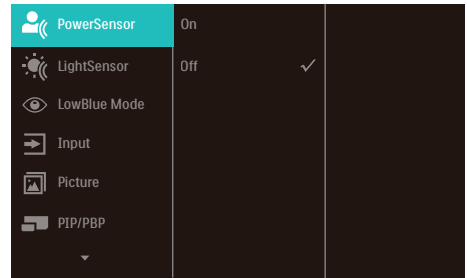 PowerSensor
On
LightSensor
Off
LowBlue Mode
Input
Picture
PIP/PBP